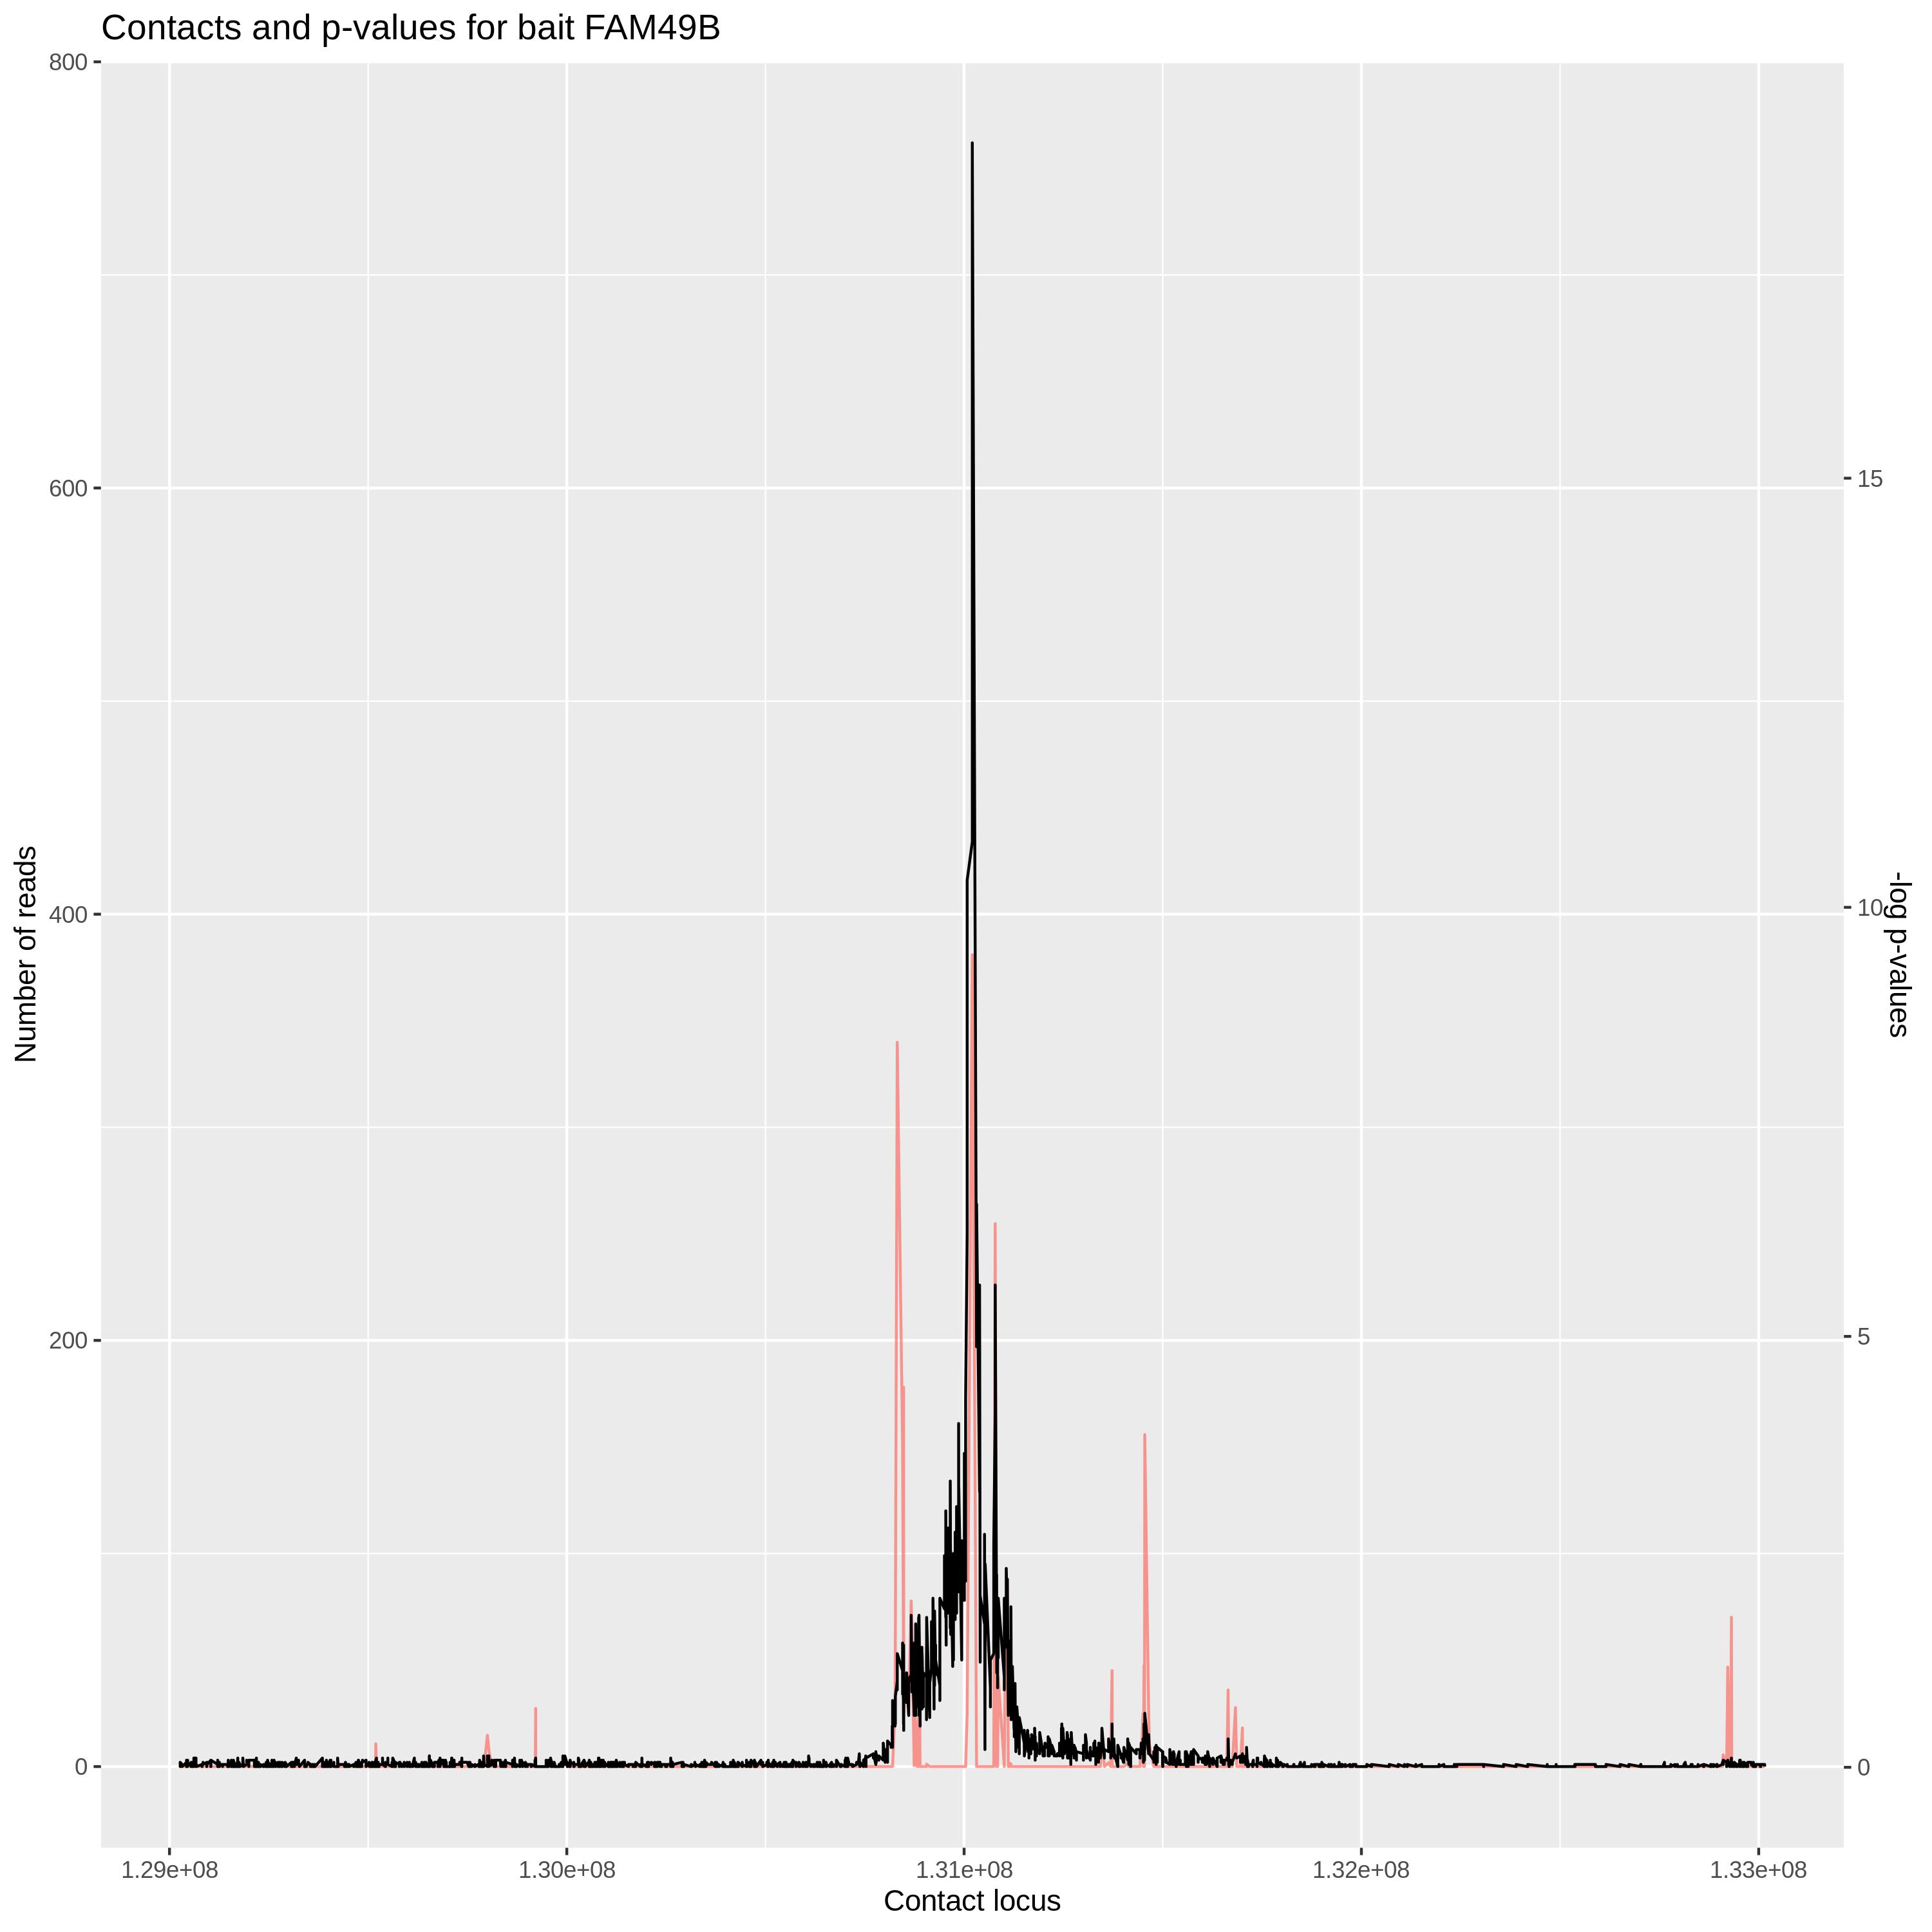 Contacts and p-values for bait FAM49B
800
600
400
200
0
Number of reads
15
10
5
0
-log p-values
1.29e+08
1.30e+08
1.31e+08
1.32e+08
1.33e+08
Contact locus